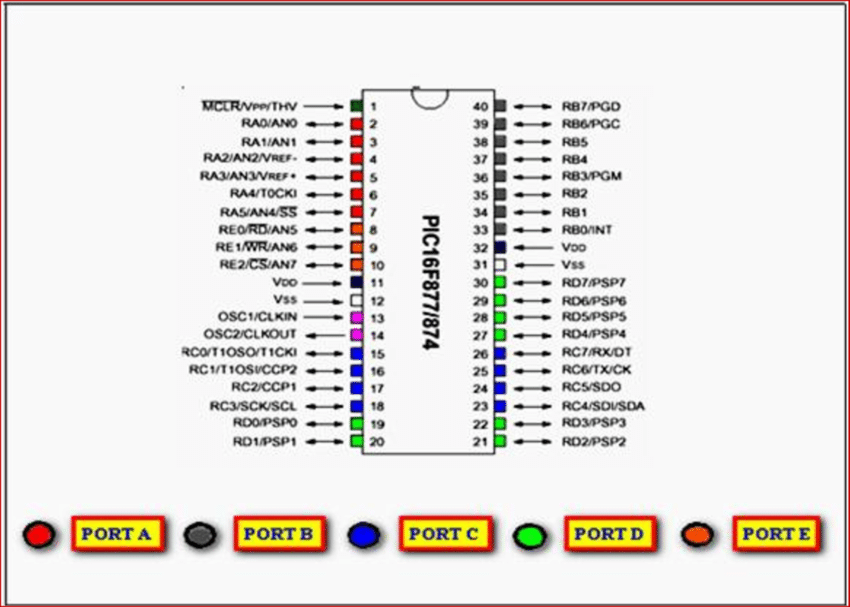 MCLR/VPP/THV 1 40 RB7/PGD
RA0/AN0 2 39 RB6/PGC
RA1/AN1 3 38 RB5
RA2/AN2/VREF- 4 37 RB4
RA3/AN3/VREF+ 5 36 RB3/PGM
RA4/T0CKI 6 35 RB2
RA5/AN4/SS 7 34 RB1
RE0/RD/AN5 8 33 RB0/INT
RE1/WR/AN6 9 32 VDD
RE2/CS/AN7 10 31 VSS
VDD 11 30 RD7/PSP7
VSS 12 29 RD6/PSP6
OSC1/CLKIN 13 28 RD5/PSP5
OSC2/CLKOUT 14 27 RD4/PSP4
RC0/T1OSO/T1CKI 15 26 RC7/RX/DT
RC1/T1OSI/CCP2 16 25 RC6/TX/CK
RC2/CCP1 17 24 RC5/SDO
RC3/SCK/SCL 18 23 RC4/SDI/SDA
RD0/PSP0 19 22 RD3/PSP3
RD1/PSP1 20 21 RD2/PSP2
PIC16F877/874
PORT A PORT B PORT C PORT D PORT E